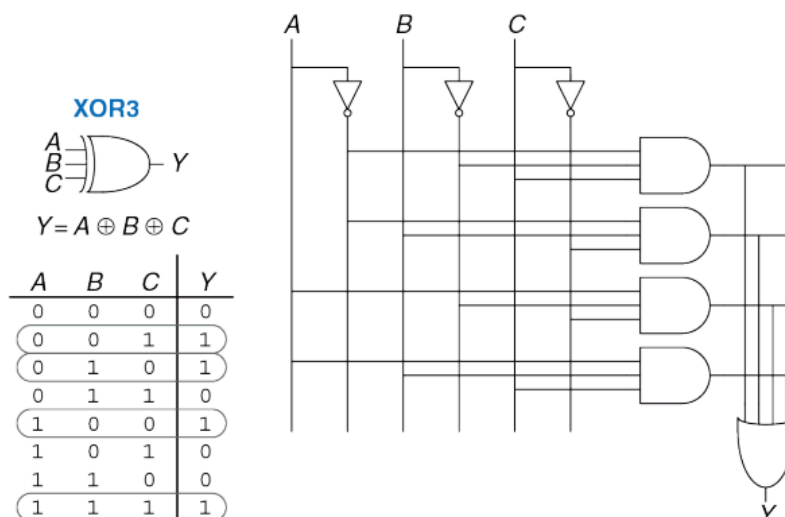 XOR3
A
B
C
Y
Y = A ⊕ B ⊕ C
A B C Y
0 0 0 0
0 0 1 1
0 1 0 1
0 1 1 0
1 0 0 1
1 0 1 0
1 1 0 0
1 1 1 1
A B C
Y